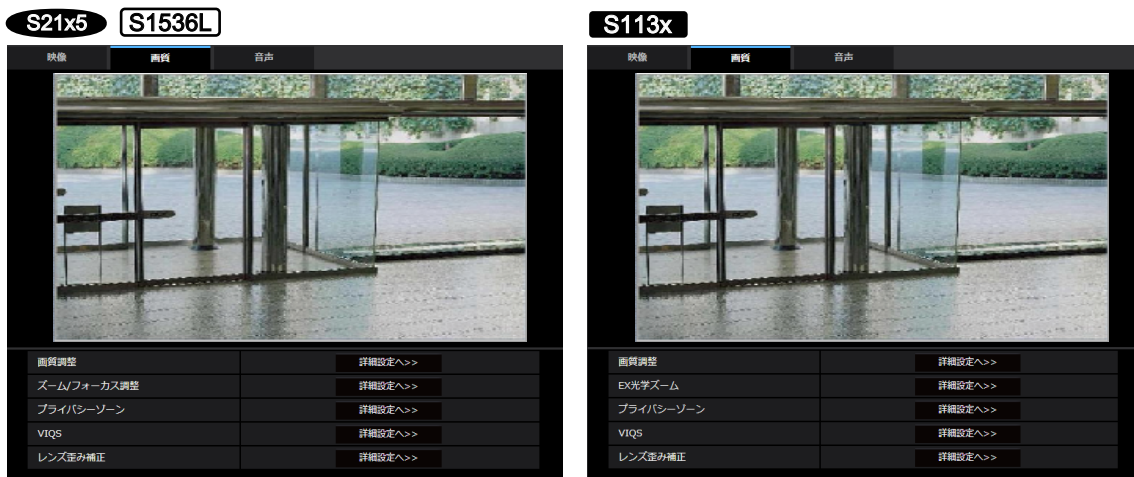 S21x5 S1536L
映像 画質 音声
画質調整 詳細設定へ>>
ズーム/フォーカス調整 詳細設定へ>>
プライバシーゾーン 詳細設定へ>>
VIQS 詳細設定へ>>
レンズ歪み補正 詳細設定へ>>
S113x
映像 画質 音声
画質調整 詳細設定へ>>
EX光学ズーム 詳細設定へ>>
プライバシーゾーン 詳細設定へ>>
VIQS 詳細設定へ>>
レンズ歪み補正 詳細設定へ>>